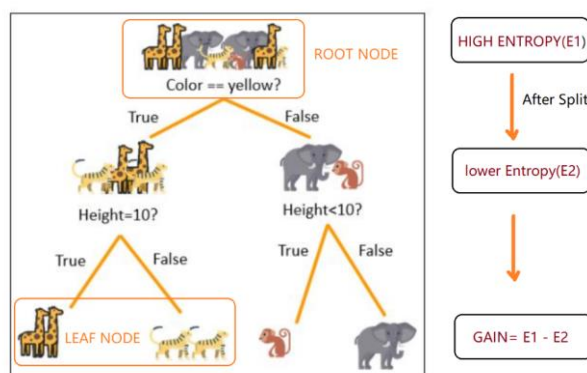 ROOT NODE
Color == yellow?
True
False
Height=10?
Height<10?
True
False
True
False
LEAF NODE
HIGH ENTROPY(E1)
After Split
lower Entropy(E2)
GAIN= E1 - E2